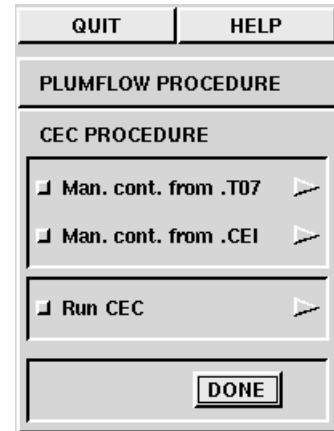 QUIT HELP
PLUMFLOW PROCEDURE
CEC PROCEDURE
Man. cont. from .T07
Man. cont. from .CEI
Run CEC
DONE